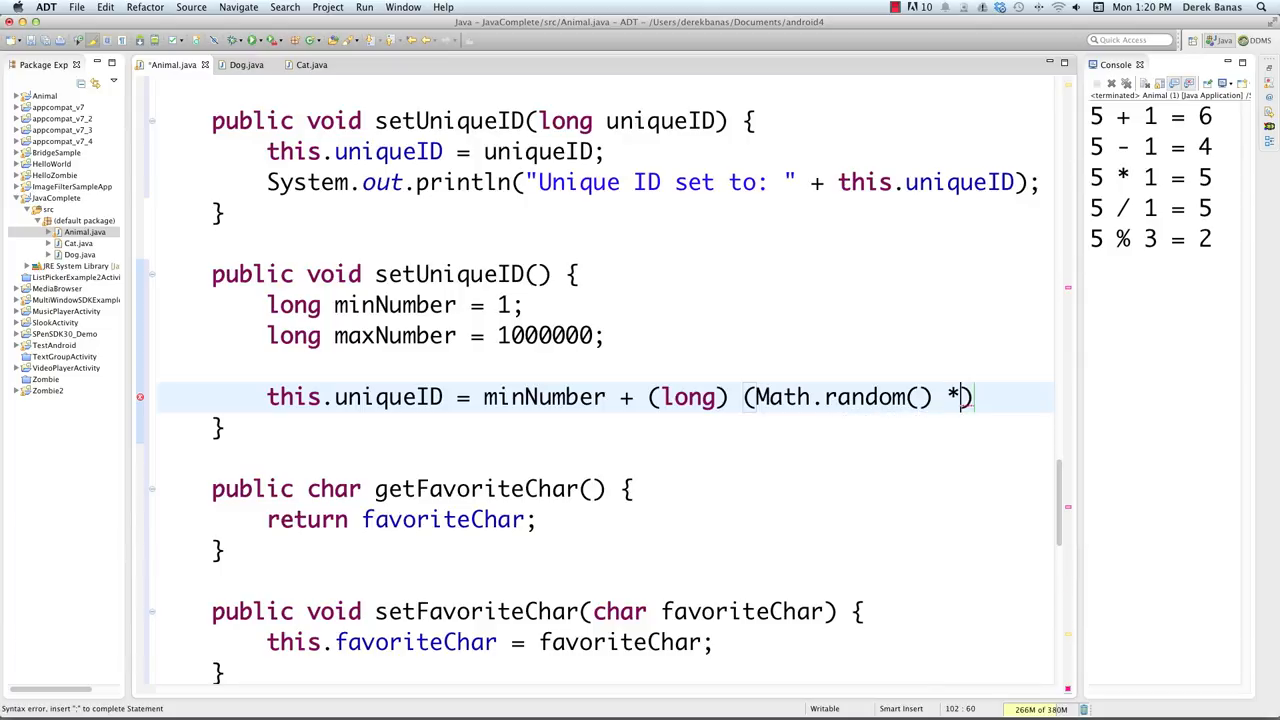 ADT File Edit Refactor Source Navigate Search Project Run Window Help
10 Mon 1:20 PM Derek Banas
Java – JavaComplete/src/Animal.java – ADT – /Users/derekbanas/Documents/android4
Quick Access Java DDMS
Package Exp
Animal
appcompat_v7
appcompat_v7_2
appcompat_v7_3
appcompat_v7_4
BridgeSample
HelloWorld
HelloZombie
ImageFilterSampleApp
JavaComplete
src
(default package)
Animal.java
Cat.java
Dog.java
JRE System Library [ja
ListPickerExample2Activi
MediaBrowser
MultiWindowSDKExample
MusicPlayerActivity
SlookActivity
SPenSDK30_Demo
TestAndroid
TextGroupActivity
VideoPlayerActivity
Zombie
Zombie2
*Animal.java Dog.java Cat.java
public void setUniqueID(long uniqueID) {
this.uniqueID = uniqueID;
System.out.println("Unique ID set to: " + this.uniqueID);
}
public void setUniqueID() {
long minNumber = 1;
long maxNumber = 1000000;
this.uniqueID = minNumber + (long) (Math.random() *)
}
public char getFavoriteChar() {
return favoriteChar;
}
public void setFavoriteChar(char favoriteChar) {
this.favoriteChar = favoriteChar;
}
Console
<terminated> Animal (1) [Java Application] /S
5 + 1 = 6
5 - 1 = 4
5 * 1 = 5
5 / 1 = 5
5 % 3 = 2
Syntax error, insert ";" to complete Statement
Writable Smart Insert 102 : 60 266M of 380M